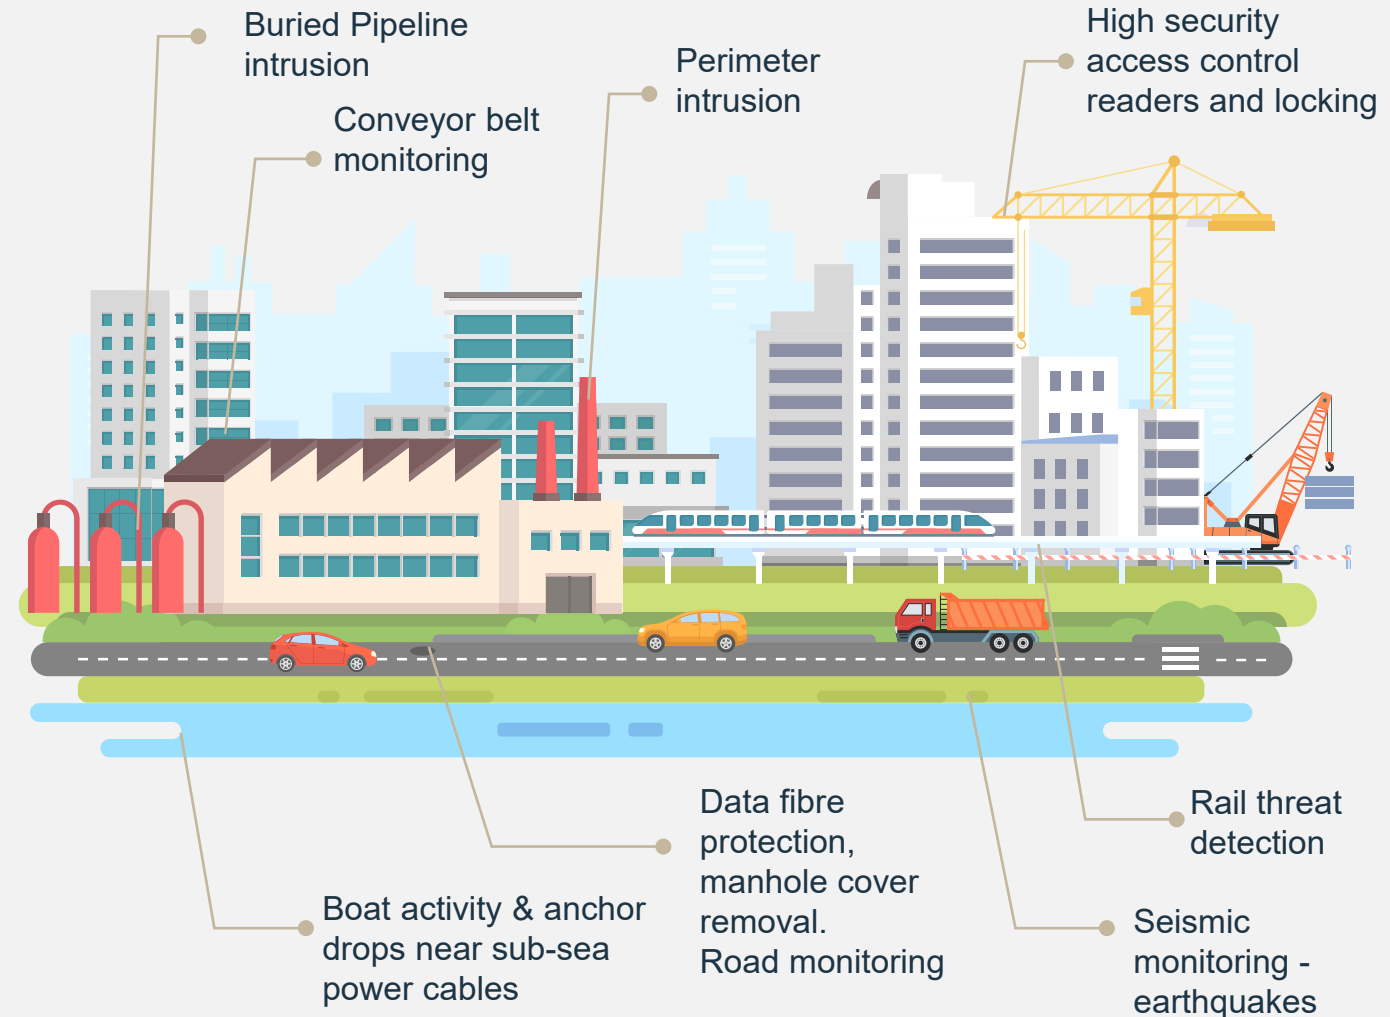 Buried Pipeline
intrusion
Conveyor belt
monitoring
Perimeter
intrusion
High security
access control
readers and locking
Data fibre
protection,
manhole cover
removal.
Road monitoring
Rail threat
detection
Boat activity & anchor
drops near sub-sea
power cables
Seismic
monitoring -
earthquakes